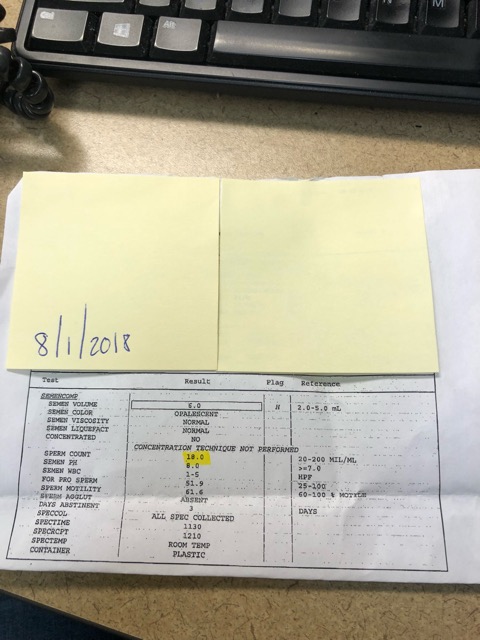 Alt
M
8/1/2018
Test Result Flag Reference
SEMENCOMP
SEMEN VOLUME 6.0 H 2.0-5.0 mL
SEMEN COLOR OPALESCENT
SEMEN VISCOSITY NORMAL
SEMEN LIQUEFACT NORMAL
CONCENTRATED NO
CONCENTRATION TECHNIQUE NOT PERFORMED
SPERM COUNT 20-200 MIL/ML
SEMEN PH 8.0 >=7.0
SEMEN WBC 1-5 HPF
FOR PRO SPERM 51.9 25-100
SPERM MOTILITY 61.6 60-100 % MOTILE
SPERM AGGLUT ABSENT
DAYS ABSTINENT 3 DAYS
SPECCOL ALL SPEC COLLECTED
SPECTIME 1130
SPECRCPT 1210
SPECTEMP ROOM TEMP
CONTAINER PLASTIC